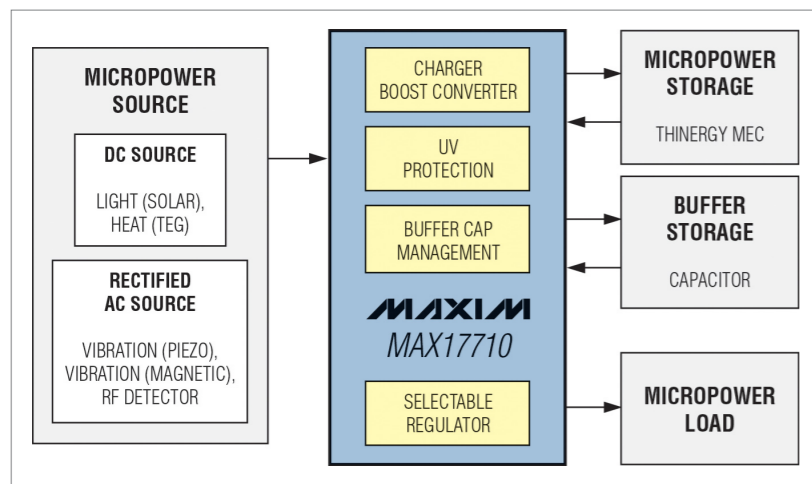 MICROPOWER
SOURCE
DC SOURCE
LIGHT (SOLAR),
HEAT (TEG)
RECTIFIED
AC SOURCE
VIBRATION (PIEZO),
VIBRATION (MAGNETIC),
RF DETECTOR
CHARGER
BOOST CONVERTER
UV
PROTECTION
BUFFER CAP
MANAGEMENT
MAXIM
MAX17710
SELECTABLE
REGULATOR
MICROPOWER
STORAGE
THINERGY MEC
BUFFER
STORAGE
CAPACITOR
MICROPOWER
LOAD